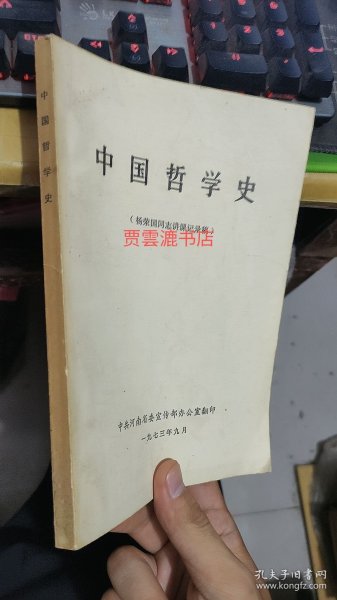 中国哲学史
中国哲学史
(杨荣国同志讲课记录稿)
贾雲漉书店
中共河南省委宣传部办公室翻印
一九七三年九月
孔夫子旧书网
www.kongfz.com